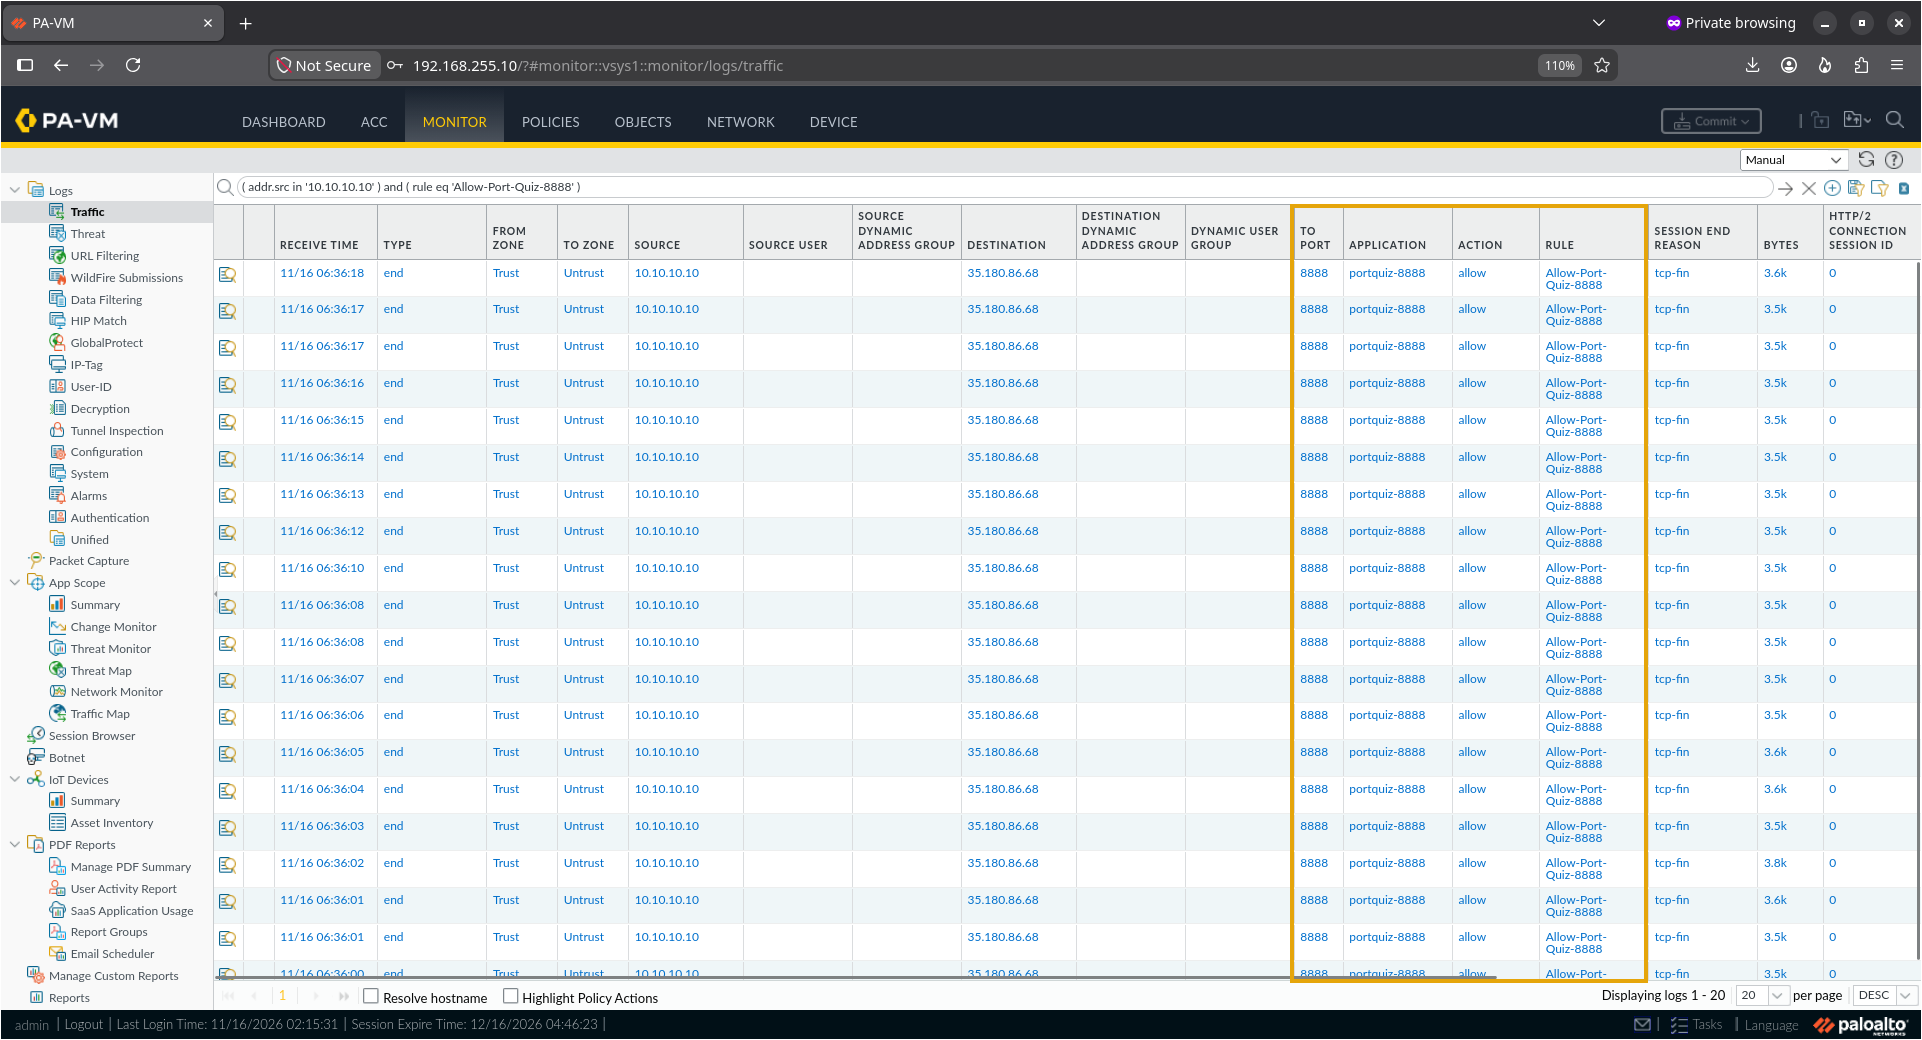 PA-VM
Private browsing
Not Secure
192.168.255.10/?#monitor::vsys1::monitor/logs/traffic
110%
PA-VM
DASHBOARD ACC MONITOR POLICIES OBJECTS NETWORK DEVICE
Commit
Manual
( addr.src in '10.10.10.10' ) and ( rule eq 'Allow-Port-Quiz-8888' )
Logs
Traffic
Threat
URL Filtering
WildFire Submissions
Data Filtering
HIP Match
GlobalProtect
IP-Tag
User-ID
Decryption
Tunnel Inspection
Configuration
System
Alarms
Authentication
Unified
Packet Capture
App Scope
Summary
Change Monitor
Threat Monitor
Threat Map
Network Monitor
Traffic Map
Session Browser
Botnet
IoT Devices
Summary
Asset Inventory
PDF Reports
Manage PDF Summary
User Activity Report
SaaS Application Usage
Report Groups
Email Scheduler
Manage Custom Reports
Reports
RECEIVE TIME TYPE FROM ZONE TO ZONE SOURCE SOURCE USER SOURCE DYNAMIC ADDRESS GROUP DESTINATION DESTINATION DYNAMIC ADDRESS GROUP DYNAMIC USER GROUP TO PORT APPLICATION ACTION RULE SESSION END REASON BYTES HTTP/2 CONNECTION SESSION ID
11/16 06:36:18 end Trust Untrust 10.10.10.10 35.180.86.68 8888 portquiz-8888 allow Allow-Port-Quiz-8888 tcp-fin 3.6k 0
11/16 06:36:17 end Trust Untrust 10.10.10.10 35.180.86.68 8888 portquiz-8888 allow Allow-Port-Quiz-8888 tcp-fin 3.5k 0
11/16 06:36:17 end Trust Untrust 10.10.10.10 35.180.86.68 8888 portquiz-8888 allow Allow-Port-Quiz-8888 tcp-fin 3.5k 0
11/16 06:36:16 end Trust Untrust 10.10.10.10 35.180.86.68 8888 portquiz-8888 allow Allow-Port-Quiz-8888 tcp-fin 3.5k 0
11/16 06:36:15 end Trust Untrust 10.10.10.10 35.180.86.68 8888 portquiz-8888 allow Allow-Port-Quiz-8888 tcp-fin 3.5k 0
11/16 06:36:14 end Trust Untrust 10.10.10.10 35.180.86.68 8888 portquiz-8888 allow Allow-Port-Quiz-8888 tcp-fin 3.5k 0
11/16 06:36:13 end Trust Untrust 10.10.10.10 35.180.86.68 8888 portquiz-8888 allow Allow-Port-Quiz-8888 tcp-fin 3.5k 0
11/16 06:36:12 end Trust Untrust 10.10.10.10 35.180.86.68 8888 portquiz-8888 allow Allow-Port-Quiz-8888 tcp-fin 3.5k 0
11/16 06:36:10 end Trust Untrust 10.10.10.10 35.180.86.68 8888 portquiz-8888 allow Allow-Port-Quiz-8888 tcp-fin 3.5k 0
11/16 06:36:08 end Trust Untrust 10.10.10.10 35.180.86.68 8888 portquiz-8888 allow Allow-Port-Quiz-8888 tcp-fin 3.5k 0
11/16 06:36:08 end Trust Untrust 10.10.10.10 35.180.86.68 8888 portquiz-8888 allow Allow-Port-Quiz-8888 tcp-fin 3.5k 0
11/16 06:36:07 end Trust Untrust 10.10.10.10 35.180.86.68 8888 portquiz-8888 allow Allow-Port-Quiz-8888 tcp-fin 3.5k 0
11/16 06:36:06 end Trust Untrust 10.10.10.10 35.180.86.68 8888 portquiz-8888 allow Allow-Port-Quiz-8888 tcp-fin 3.5k 0
11/16 06:36:05 end Trust Untrust 10.10.10.10 35.180.86.68 8888 portquiz-8888 allow Allow-Port-Quiz-8888 tcp-fin 3.6k 0
11/16 06:36:04 end Trust Untrust 10.10.10.10 35.180.86.68 8888 portquiz-8888 allow Allow-Port-Quiz-8888 tcp-fin 3.6k 0
11/16 06:36:03 end Trust Untrust 10.10.10.10 35.180.86.68 8888 portquiz-8888 allow Allow-Port-Quiz-8888 tcp-fin 3.5k 0
11/16 06:36:02 end Trust Untrust 10.10.10.10 35.180.86.68 8888 portquiz-8888 allow Allow-Port-Quiz-8888 tcp-fin 3.8k 0
11/16 06:36:01 end Trust Untrust 10.10.10.10 35.180.86.68 8888 portquiz-8888 allow Allow-Port-Quiz-8888 tcp-fin 3.6k 0
11/16 06:36:01 end Trust Untrust 10.10.10.10 35.180.86.68 8888 portquiz-8888 allow Allow-Port-Quiz-8888 tcp-fin 3.5k 0
11/16 06:36:00 end Trust Untrust 10.10.10.10 35.180.86.68 8888 portquiz-8888 allow Allow-Port- tcp-fin 3.5k 0
1 Resolve hostname Highlight Policy Actions Displaying logs 1 - 20 20 per page DESC
admin | Logout | Last Login Time: 11/16/2026 02:15:31 | Session Expire Time: 12/16/2026 04:46:23 | Tasks | Language paloalto NETWORKS